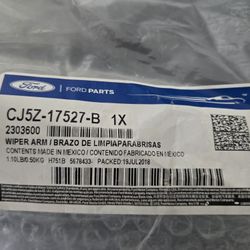 Ford
FORD PARTS
CJ5Z-17527-B 1X
2303600
WIPER ARM / BRAZO DE LIMPIAPARABRISAS
CONTENTS MADE IN MEXICO / CONTENIDO FABRICADO EN MEXICO
1.10LB/0.50KG H751B 5678433- PACKED:19JUL2018